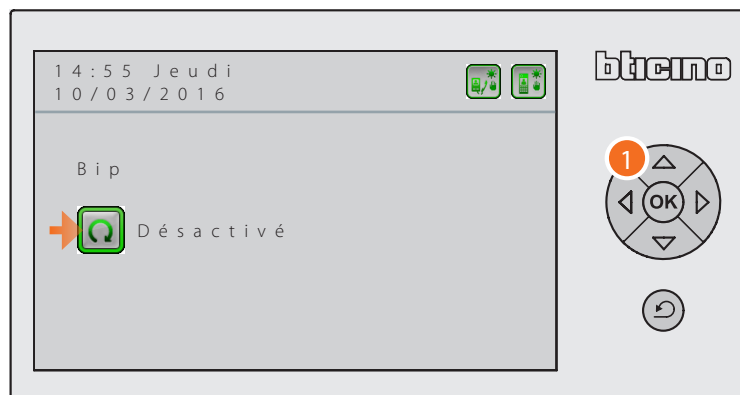 14:55 Jeudi
10/03/2016
bticino
1
Bip
OK
Désactivé